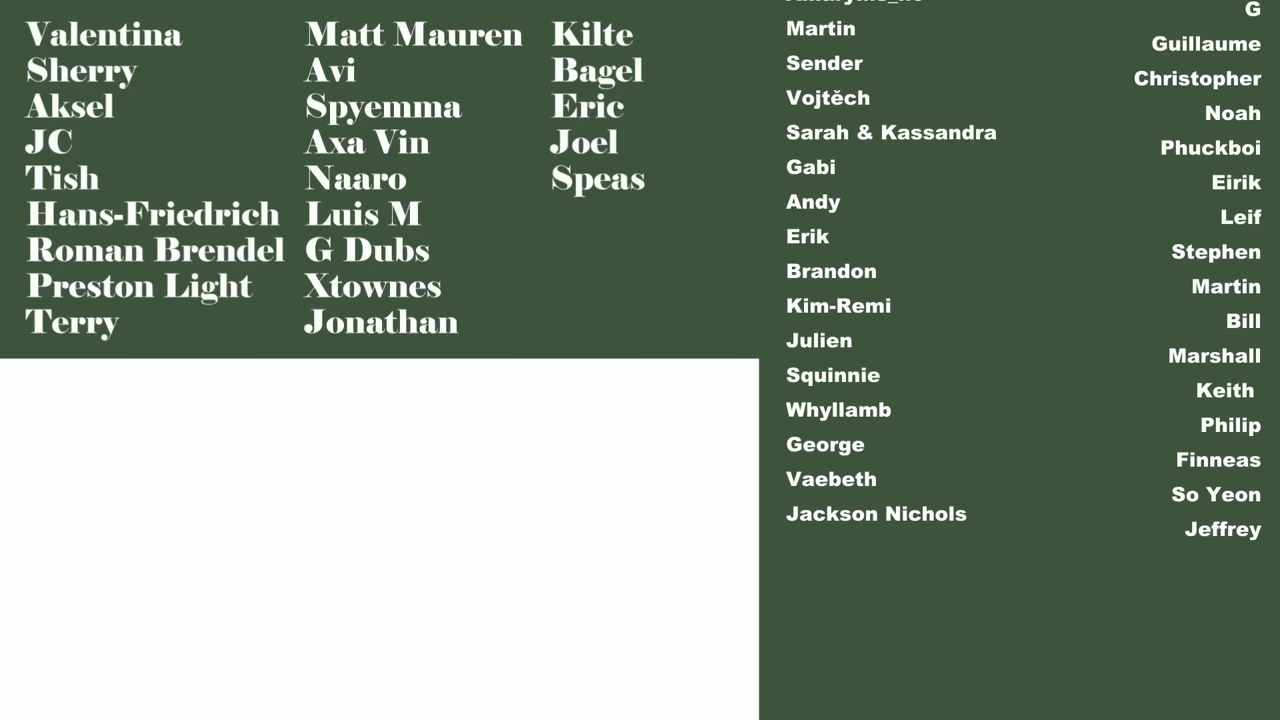 Valentina
Sherry
Aksel
JC
Tish
Hans-Friedrich
Roman Brendel
Preston Light
Terry
Matt Mauren
Avi
Spyemma
Axa Vin
Naaro
Luis M
G Dubs
Xtownes
Jonathan
Kilte
Bagel
Eric
Joel
Speas
Martin
Sender
Vojtěch
Sarah & Kassandra
Gabi
Andy
Erik
Brandon
Kim-Remi
Julien
Squinnie
Whyllamb
George
Vaebeth
Jackson Nichols
G
Guillaume
Christopher
Noah
Phuckboi
Eirik
Leif
Stephen
Martin
Bill
Marshall
Keith
Philip
Finneas
So Yeon
Jeffrey